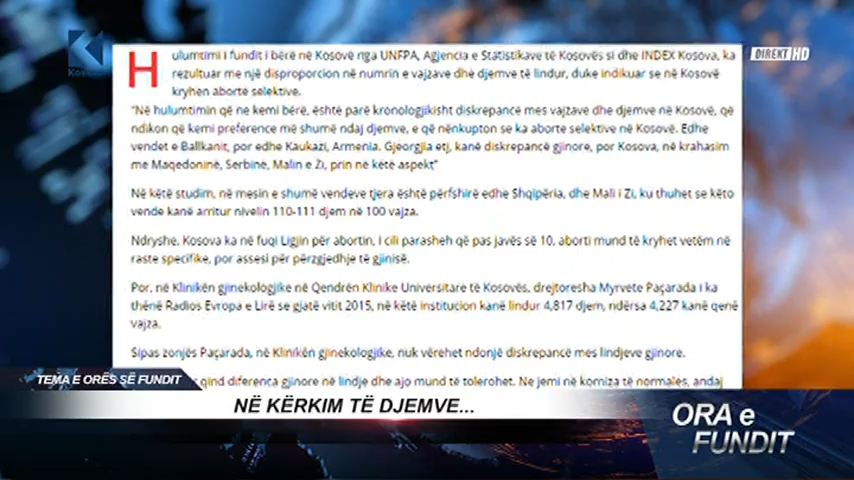 K
DIREKT HD
Hulumtimi i fundit i bërë në Kosovë nga UNFPA, Agjencia e Statistikave të Kosovës si dhe INDEX Kosova, ka
rezultuar me një disproporcion në numrin e vajzave dhe djemve të lindur, duke indikuar se në Kosovë
kryhen abortë selektive.
"Në hulumtimin që ne kemi bërë, është parë kronologjikisht diskrepancë mes vajzave dhe djemve në Kosovë, që
ndikon që kemi preferencë më shumë ndaj djemve, e që nënkupton se ka aborte selektive në Kosovë. Edhe
vendet e Ballkanit, por edhe Kaukazi, Armenia. Gjeorgjia etj, kanë diskrepancë gjinore, por Kosova, në krahasim
me Maqedoninë, Serbinë, Malin e Zi, prin në këtë aspekt"
Në këtë studim, në mesin e shumë vendeve tjera është përfshirë edhe Shqipëria, dhe Mali i Zi, ku thuhet se këto
vende kanë arritur nivelin 110-111 djem në 100 vajza.
Ndryshe, Kosova ka në fuqi Ligjin për abortin, i cili parasheh që pas javës së 10, aborti mund të kryhet vetëm në
raste specifike, por assesi për përzgjedhje të gjinisë.
Por, në Klinikën gjinekologjike në Qendrën Klinike Universitare të Kosovës, drejtoresha Myrvete Paçarada i ka
thënë Radios Evropa e Lirë se gjatë vitit 2015, në këtë institucion kanë lindur 4,817 djem, ndërsa 4,227 kanë qenë
vajza.
Sipas zonjës Paçarada, në Klinikën gjinekologjike, nuk vërehet ndonjë diskrepancë mes lindjeve gjinore.
qind diferenca gjinore në lindje dhe ajo mund të tolerohet. Ne jemi në korniza të normales, andaj
TEMA E ORËS SË FUNDIT
NË KËRKIM TË DJEMVE...
ORA e
FUNDIT